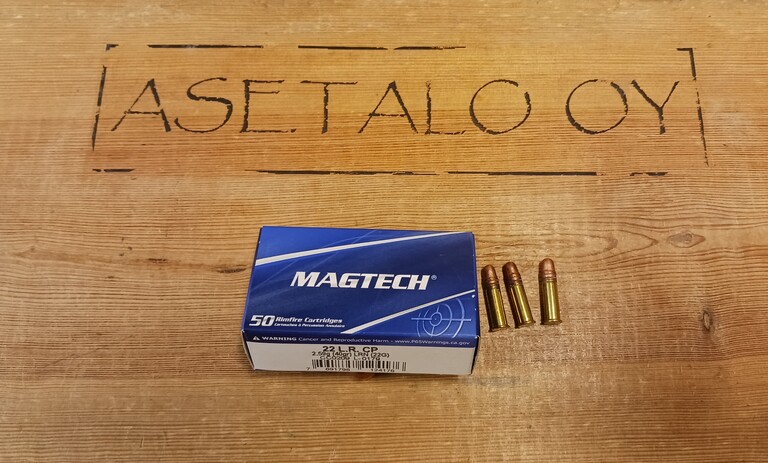 ASETALO OY
MAGTECH®
50 Rimfire Cartridges
Cartouches à Percussion Annulaire
⚠ WARNING Cancer and Reproductive Harm – www.P65Warnings.ca.gov
22 L.R. CP
2,59g (40gr) LRN (22G)